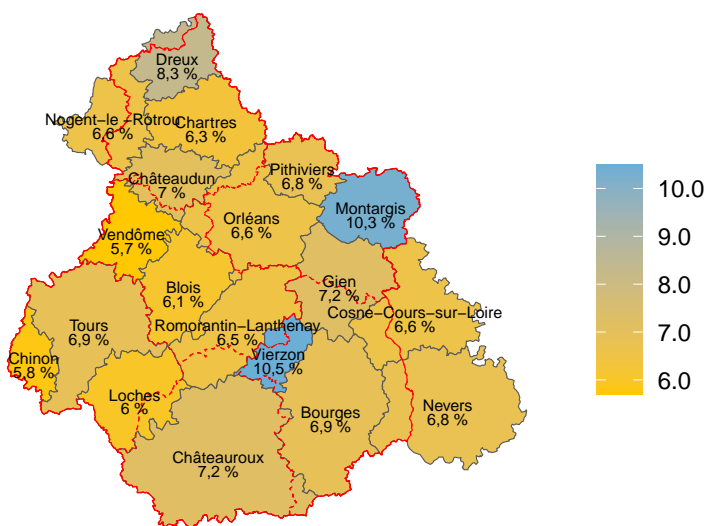 Dreux
8,3 %
Nogent-le -Rotrou
6,6 %
Chartres
6,3 %
Châteaudun
7 %
Pithiviers
6,8 %
Montargis
10,3 %
Orléans
6,6 %
Vendôme
5,7 %
Blois
6,1 %
Gien
7,2 %
Cosne-Cours-sur-Loire
6,6 %
Tours
6,9 %
Romorantin-Lanthenay
6,5 %
Vierzon
10,5 %
Chinon
5,8 %
Loches
6 %
Bourges
6,9 %
Nevers
6,8 %
Châteauroux
7,2 %
10.0
9.0
8.0
7.0
6.0